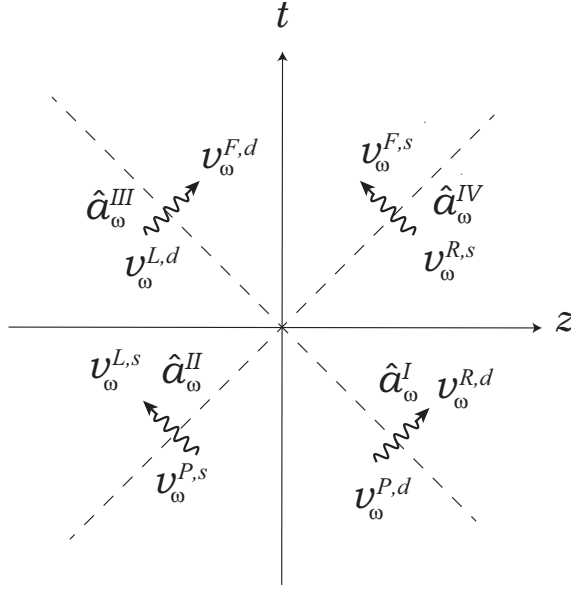 t
υ_ω^{F,d} υ_ω^{F,s}
â_ω^{III} â_ω^{IV}
υ_ω^{L,d} υ_ω^{R,s}
z
υ_ω^{L,s} â_ω^{II} â_ω^{I} υ_ω^{R,d}
υ_ω^{P,s} υ_ω^{P,d}